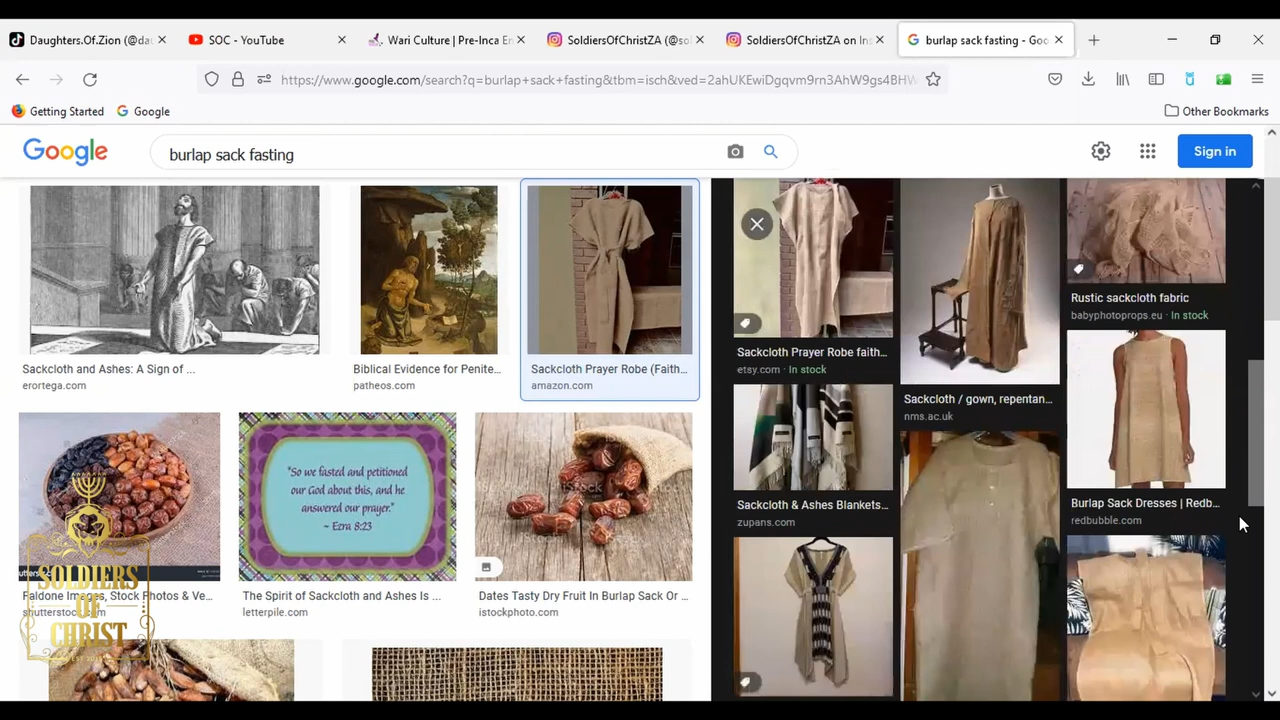 Daughters.Of.Zion (@da
SOC - YouTube
Wari Culture | Pre-Inca En
SoldiersOfChristZA (@so
SoldiersOfChristZA on In
burlap sack fasting - Goo
https://www.google.com/search?q=burlap+sack+fasting&tbm=isch&ved=2ahUKEwiDgqvm9rn3AhW9gs4BHW
Getting Started
Google
Other Bookmarks
Google
burlap sack fasting
Sign in
Sackcloth and Ashes: A Sign of ...
erortega.com
Biblical Evidence for Penite...
patheos.com
Sackcloth Prayer Robe (Faith...
amazon.com
Sackcloth Prayer Robe faith...
etsy.com · In stock
Sackcloth / gown, repentan...
nms.ac.uk
Rustic sackcloth fabric
babyphotoprops.eu · In stock
"So we fasted and petitioned
our God about this, and he
answered our prayer."
~ Ezra 8:23
iStock
Sackcloth & Ashes Blankets...
zupans.com
Burlap Sack Dresses | Redb...
redbubble.com
Faldone Images, Stock Photos & Ve...
shutterstock
The Spirit of Sackcloth and Ashes Is ...
letterpile.com
Dates Tasty Dry Fruit In Burlap Sack Or ...
istockphoto.com
SOLDIERS
OF
CHRIST